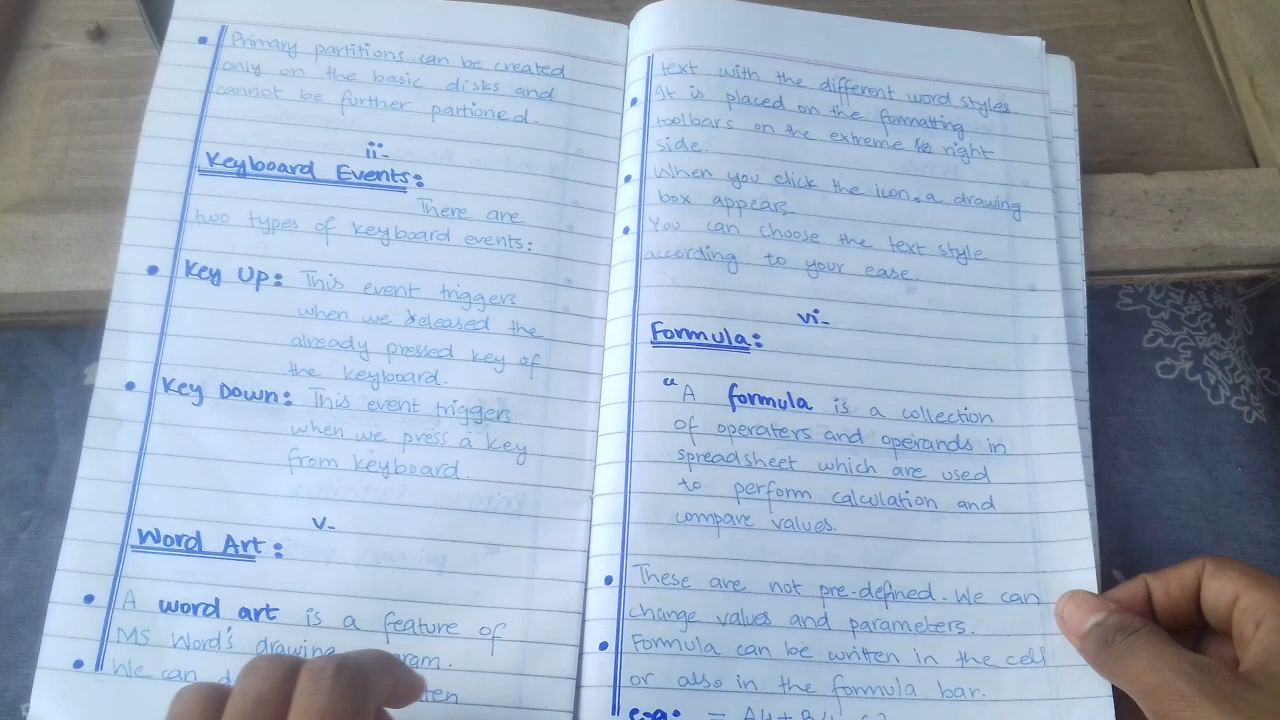 • Primary partitions can be created
only on the basic disks and
cannot be further partioned.
ii-
Keyboard Events:
There are
two types of keyboard events:
• Key Up: This event triggers
when we released the
already pressed key of
the keyboard.
• Key Down: This event triggers
when we press a key
from keyboard.
v-
Word Art:
• A word art is a feature of
MS Word's drawing
• We can
text with the different word styles.
• It is placed on the formatting
toolbars on the extreme right
side.
• When you click the icon, a drawing
box appears.
• You can choose the text style
according to your ease.
vi-
Formula:
“A formula is a collection
of operaters and operands in
spreadsheet which are used
to perform calculation and
compare values.
• These are not pre-defined. We can
change values and parameters.
• Formula can be written in the cell
or also in the formula bar.
e.g: